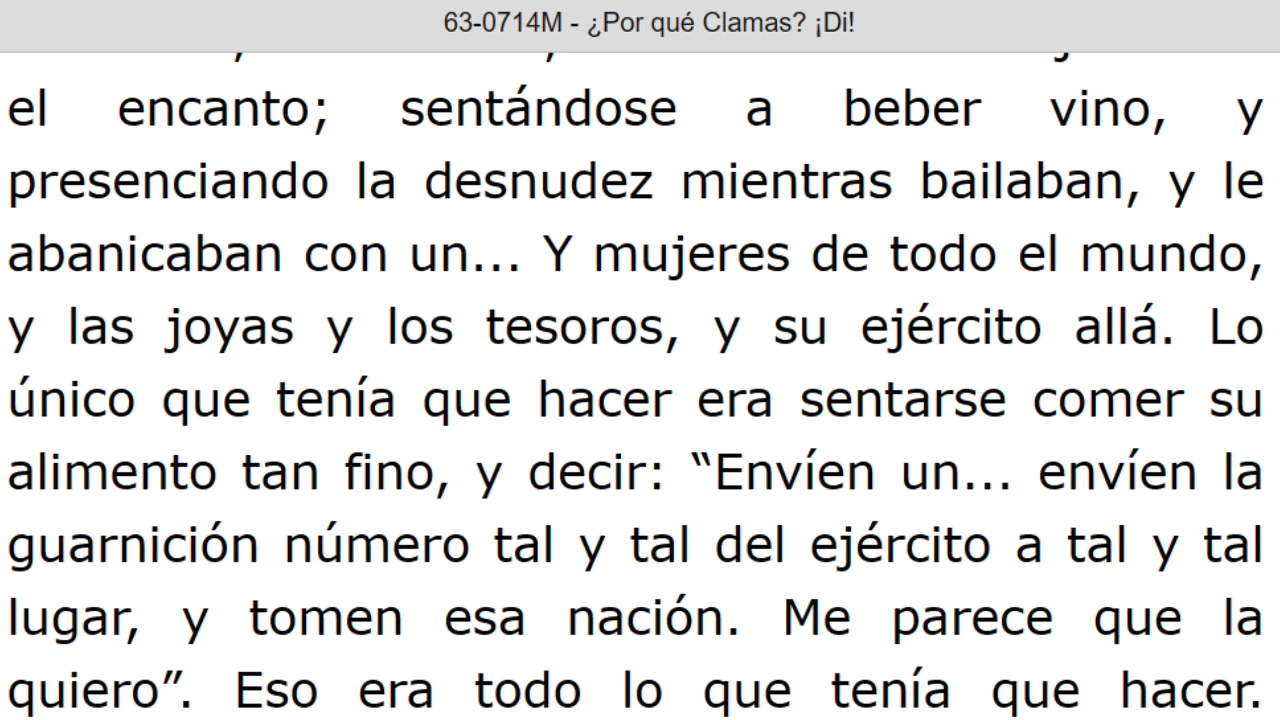 63-0714M - ¿Por qué Clamas? ¡Di!
el encanto; sentándose a beber vino, y
presenciando la desnudez mientras bailaban, y le
abanicaban con un... Y mujeres de todo el mundo,
y las joyas y los tesoros, y su ejército allá. Lo
único que tenía que hacer era sentarse comer su
alimento tan fino, y decir: “Envíen un... envíen la
guarnición número tal y tal del ejército a tal y tal
lugar, y tomen esa nación. Me parece que la
quiero”. Eso era todo lo que tenía que hacer.